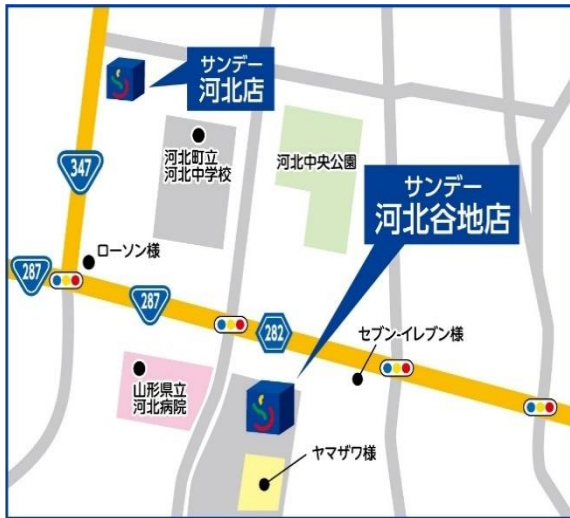 サンデー
河北店
河北町立
河北中学校
河北中央公園
347
サンデー
河北谷地店
ローソン様
287
287
282
セブン-イレブン様
山形県立
河北病院
ヤマザワ様